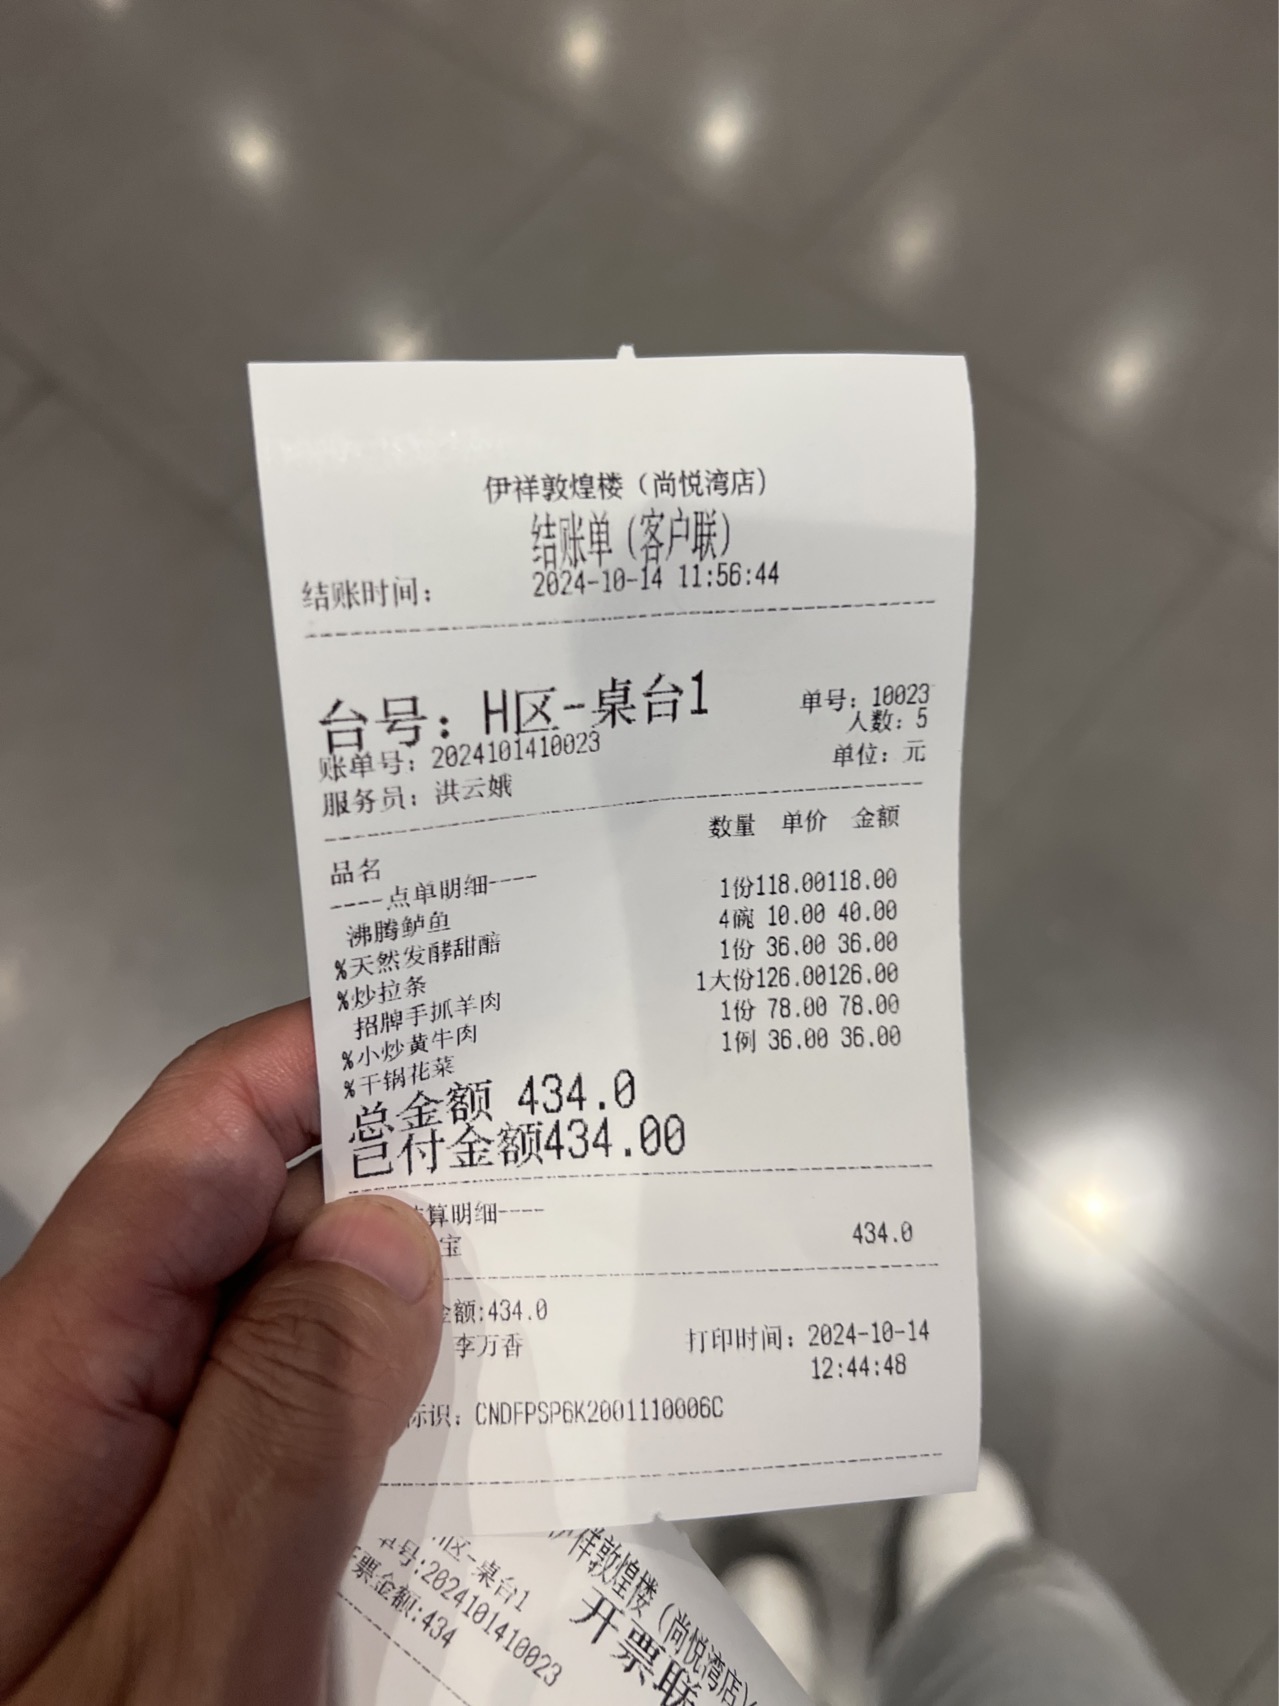 伊祥敦煌楼（尚悦湾店）
结账单（客户联）
结账时间： 2024-10-14 11:56:44
台号：H区-桌台1 单号：10023
人数：5
账单号：2024101410023 单位：元
服务员：洪云娥
品名 数量 单价 金额
----点单明细----
沸腾鲈鱼 1份118.00118.00
%天然发酵甜醅 4碗 10.00 40.00
%炒拉条 1份 36.00 36.00
招牌手抓羊肉 1大份126.00126.00
%小炒黄牛肉 1份 78.00 78.00
%干锅花菜 1例 36.00 36.00
总金额 434.0
已付金额434.00
算明细----
宝 434.0
金额:434.0
李万香 打印时间：2024-10-14
12:44:48
标识：CNDFPSP6K2001110006C
伊祥敦煌楼（尚悦湾店）
开票联
H区-桌台1
单号:2024101410023
票金额:434